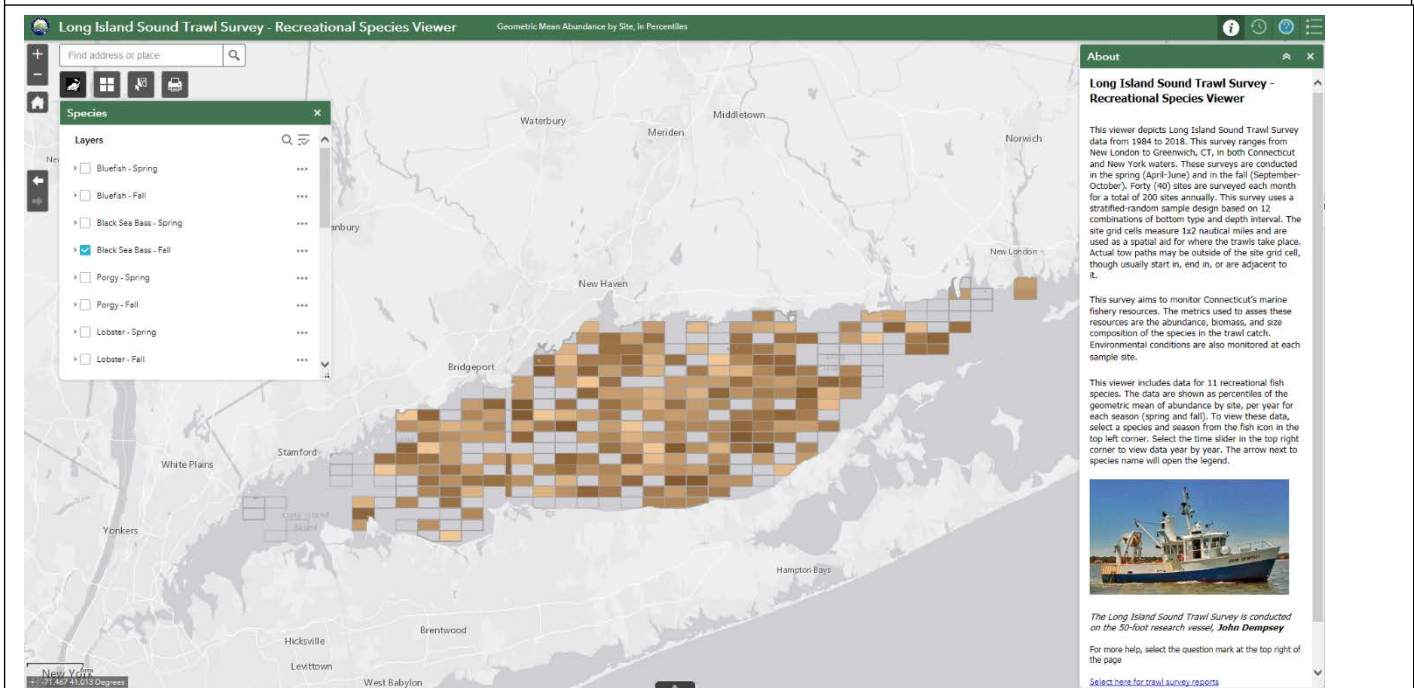 Long Island Sound Trawl Survey - Recreational Species Viewer
Geometric Mean Abundance by Site, in Percentiles
Find address or place
Species
Layers
Bluefish - Spring
Bluefish - Fall
Black Sea Bass - Spring
Black Sea Bass - Fall
Porgy - Spring
Porgy - Fall
Lobster - Spring
Lobster - Fall
Waterbury
Meriden
Middletown
Norwich
anbury
New London
New Haven
Bridgeport
Stamford
White Plains
Yonkers
Long Island
Sound
Hampton Bays
Brentwood
Hicksville
Levittown
West Babylon
New York
-71.467 41.013 Degrees
About
Long Island Sound Trawl Survey -
Recreational Species Viewer
This viewer depicts Long Island Sound Trawl Survey
data from 1984 to 2018. This survey ranges from
New London to Greenwich, CT, in both Connecticut
and New York waters. These surveys are conducted
in the spring (April-June) and in the fall (September-
October). Forty (40) sites are surveyed each month
for a total of 200 sites annually. This survey uses a
stratified-random sample design based on 12
combinations of bottom type and depth interval. The
site grid cells measure 1x2 nautical miles and are
used as a spatial aid for where the trawls take place.
Actual tow paths may be outside of the site grid cell,
though usually start in, end in, or are adjacent to
it.
This survey aims to monitor Connecticut's marine
fishery resources. The metrics used to asses these
resources are the abundance, biomass, and size
composition of the species in the trawl catch.
Environmental conditions are also monitored at each
sample site.
This viewer includes data for 11 recreational fish
species. The data are shown as percentiles of the
geometric mean of abundance by site, per year for
each season (spring and fall). To view these data,
select a species and season from the fish icon in the
top left corner. Select the time slider in the top right
corner to view data year by year. The arrow next to
species name will open the legend.
The Long Island Sound Trawl Survey is conducted
on the 50-foot research vessel, John Dempsey
For more help, select the question mark at the top right of
the page
Select here for trawl survey reports